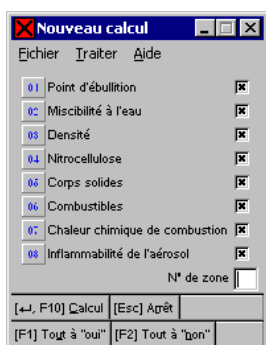 Nouveau calcul
Fichier Traiter Aide
01 Point d'ébullition
02 Miscibilité à l'eau
03 Densité
04 Nitrocellulose
05 Corps solides
06 Combustibles
07 Chaleur chimique de combustion
08 Inflammabilité de l'aérosol
N° de zone
[↵, F10] Calcul [Esc] Arrêt
[F1] Tout à "oui" [F2] Tout à "non"